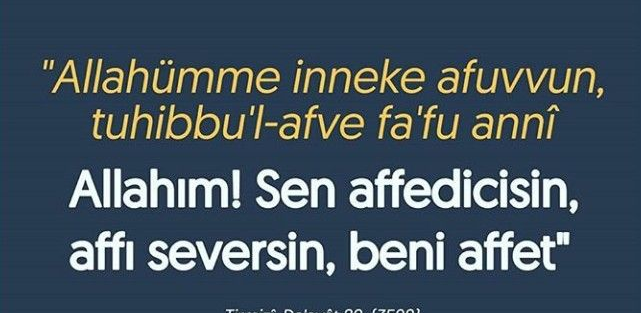 "Allahümme inneke afuvvun,
tuhibbu'l-afve fa'fu annî
Allahım! Sen affedicisin,
affı seversin, beni affet"